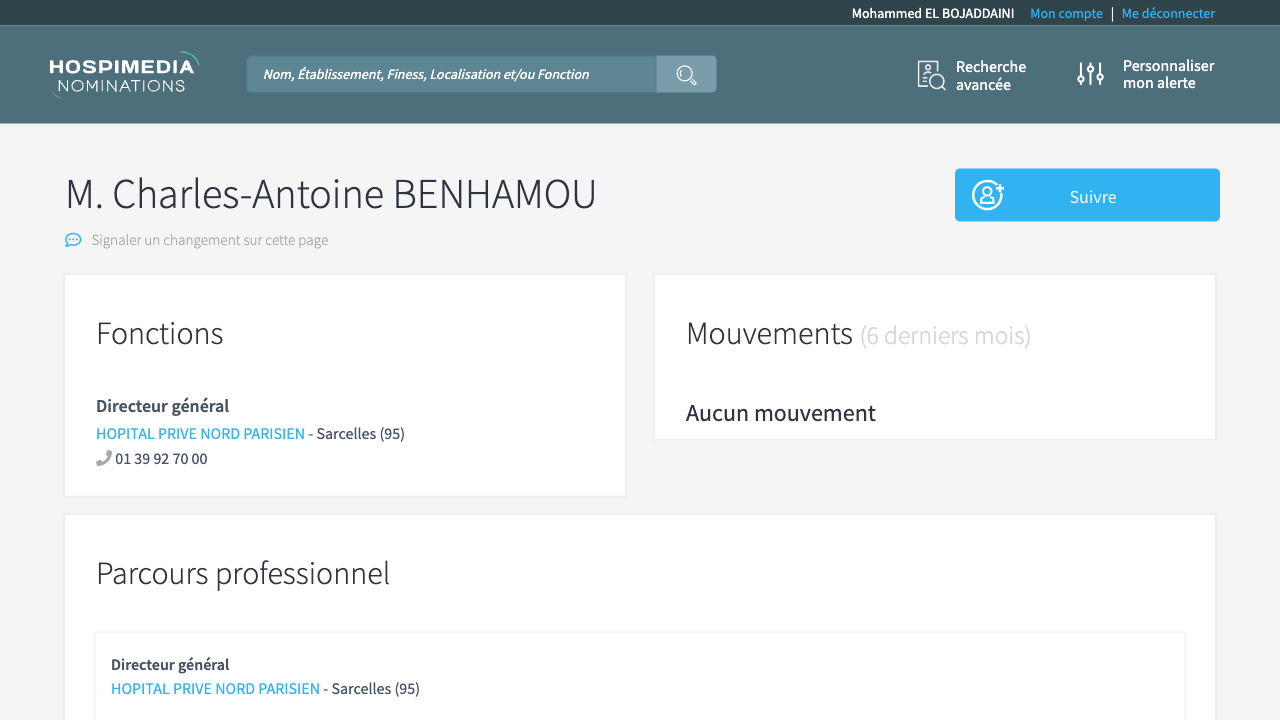 Mohammed EL BOJADDAINI Mon compte | Me déconnecter
HOSPIMEDIA
NOMINATIONS
Nom, Établissement, Finess, Localisation et/ou Fonction
Recherche
avancée
Personnaliser
mon alerte
M. Charles-Antoine BENHAMOU
Suivre
Signaler un changement sur cette page
Fonctions
Directeur général
HOPITAL PRIVE NORD PARISIEN - Sarcelles (95)
01 39 92 70 00
Mouvements (6 derniers mois)
Aucun mouvement
Parcours professionnel
Directeur général
HOPITAL PRIVE NORD PARISIEN - Sarcelles (95)